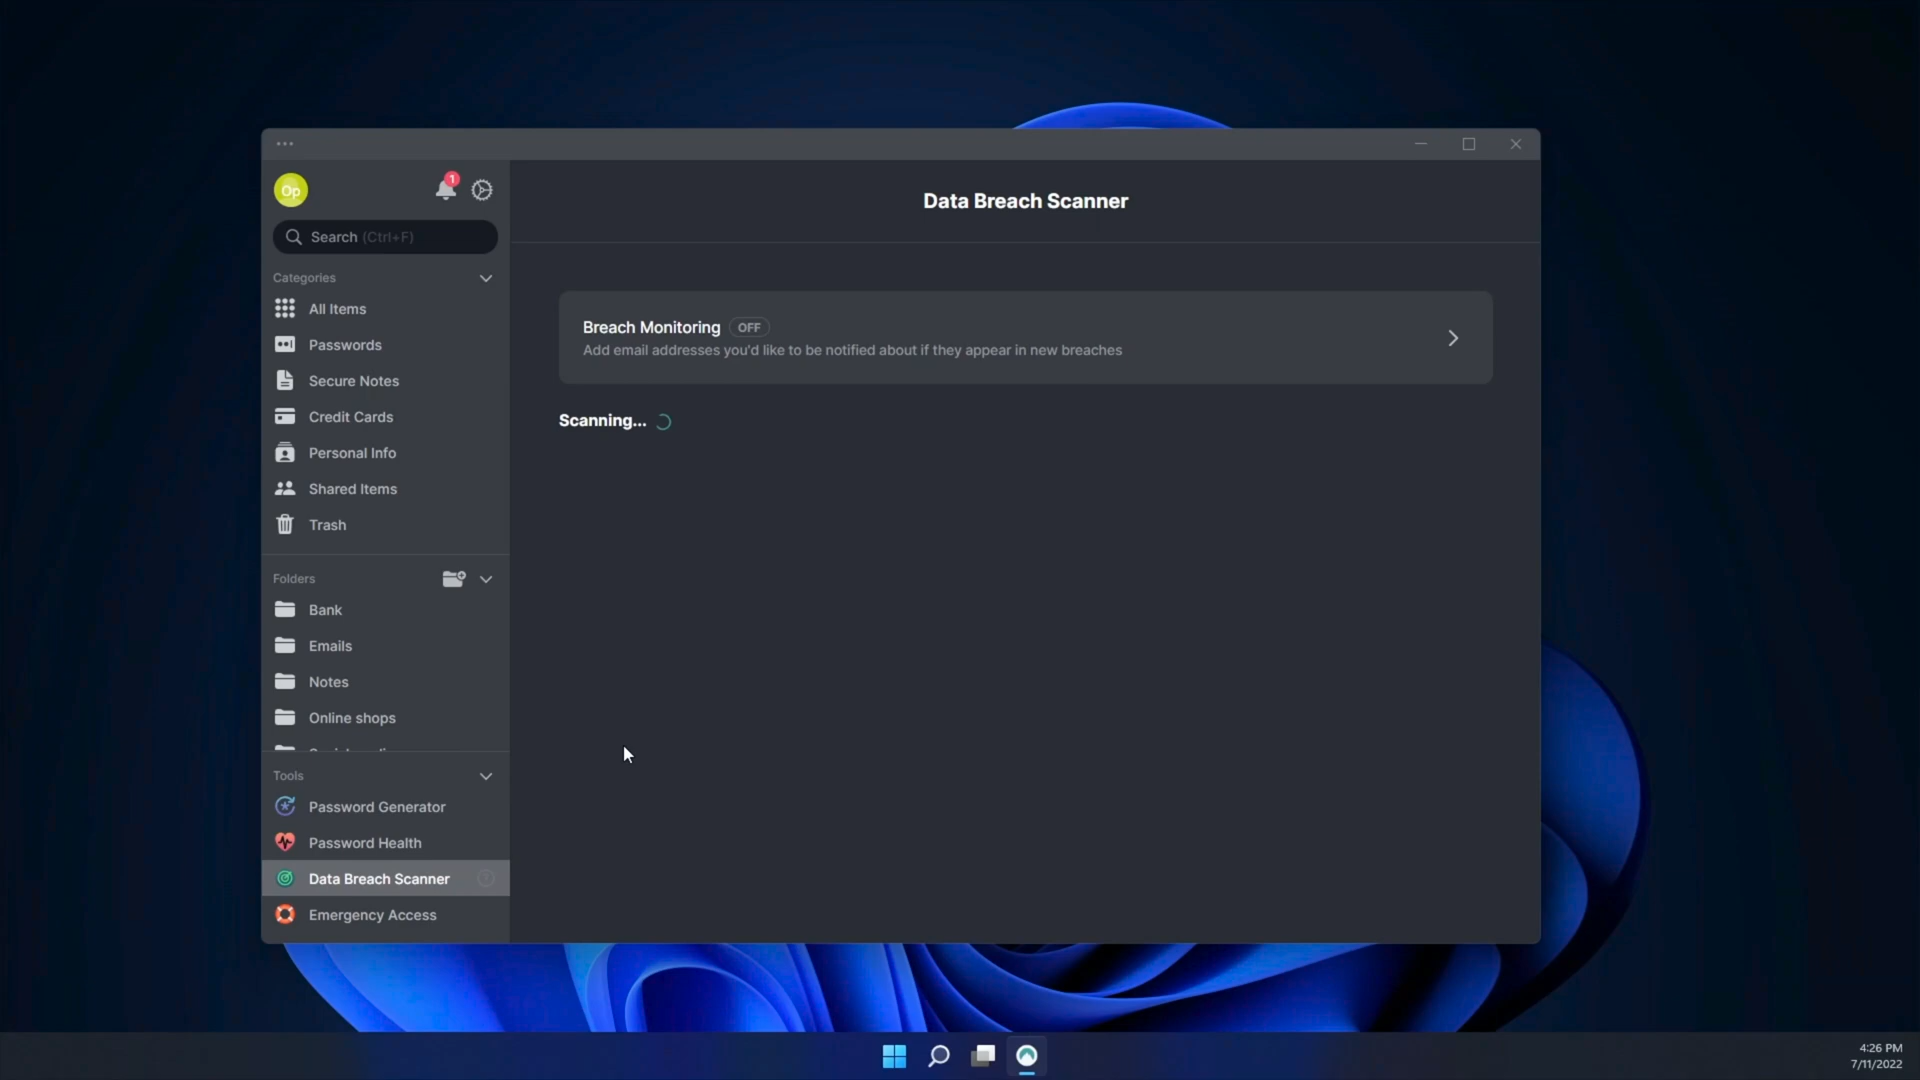 Op
1
Search (Ctrl+F)
Categories
All Items
Passwords
Secure Notes
Credit Cards
Personal Info
Shared Items
Trash
Folders
Bank
Emails
Notes
Online shops
Tools
Password Generator
Password Health
Data Breach Scanner
Emergency Access
Data Breach Scanner
Breach Monitoring OFF
Add email addresses you'd like to be notified about if they appear in new breaches
Scanning...
4:26 PM
7/11/2022